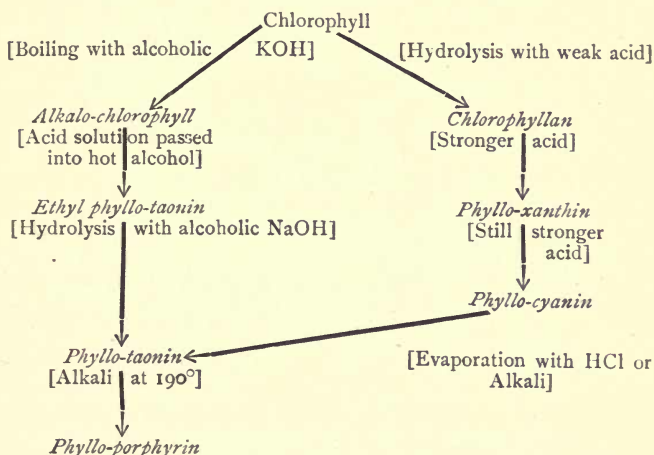 Chlorophyll
[Boiling with alcoholic KOH] [Hydrolysis with weak acid]
Alkalo-chlorophyll Chlorophyllan
[Acid solution passed [Stronger acid]
into hot alcohol]
Ethyl phyllo-taonin Phyllo-xanthin
[Hydrolysis with alcoholic NaOH] [Still stronger
acid]
Phyllo-cyanin
Phyllo-taonin [Evaporation with HCl or
[Alkali at 190°] Alkali]
Phyllo-porphyrin